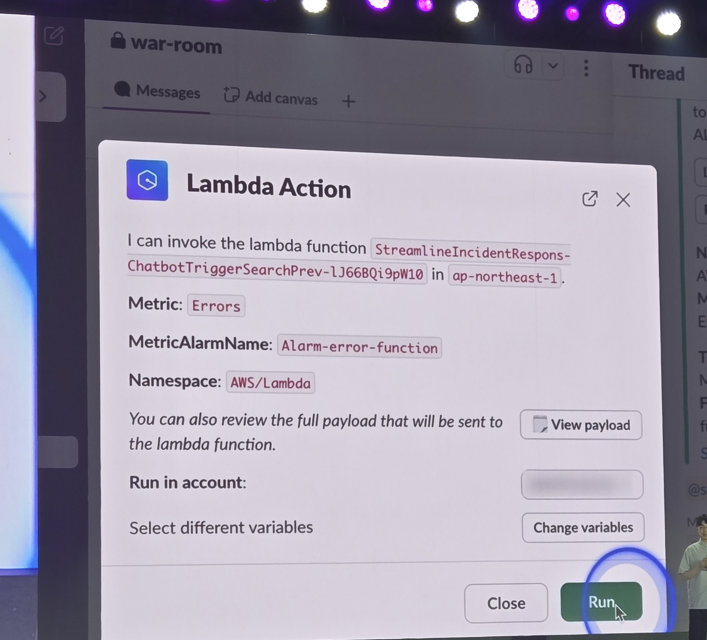 war-room
Messages
Add canvas
Thread
Lambda Action
I can invoke the lambda function StreamlineIncidentRespons-
ChatbotTriggerSearchPrev-lJ66BQi9pW10 in ap-northeast-1.
Metric: Errors
MetricAlarmName: Alarm-error-function
Namespace: AWS/Lambda
You can also review the full payload that will be sent to
the lambda function.
View payload
Run in account:
Select different variables
Change variables
Close
Run
to